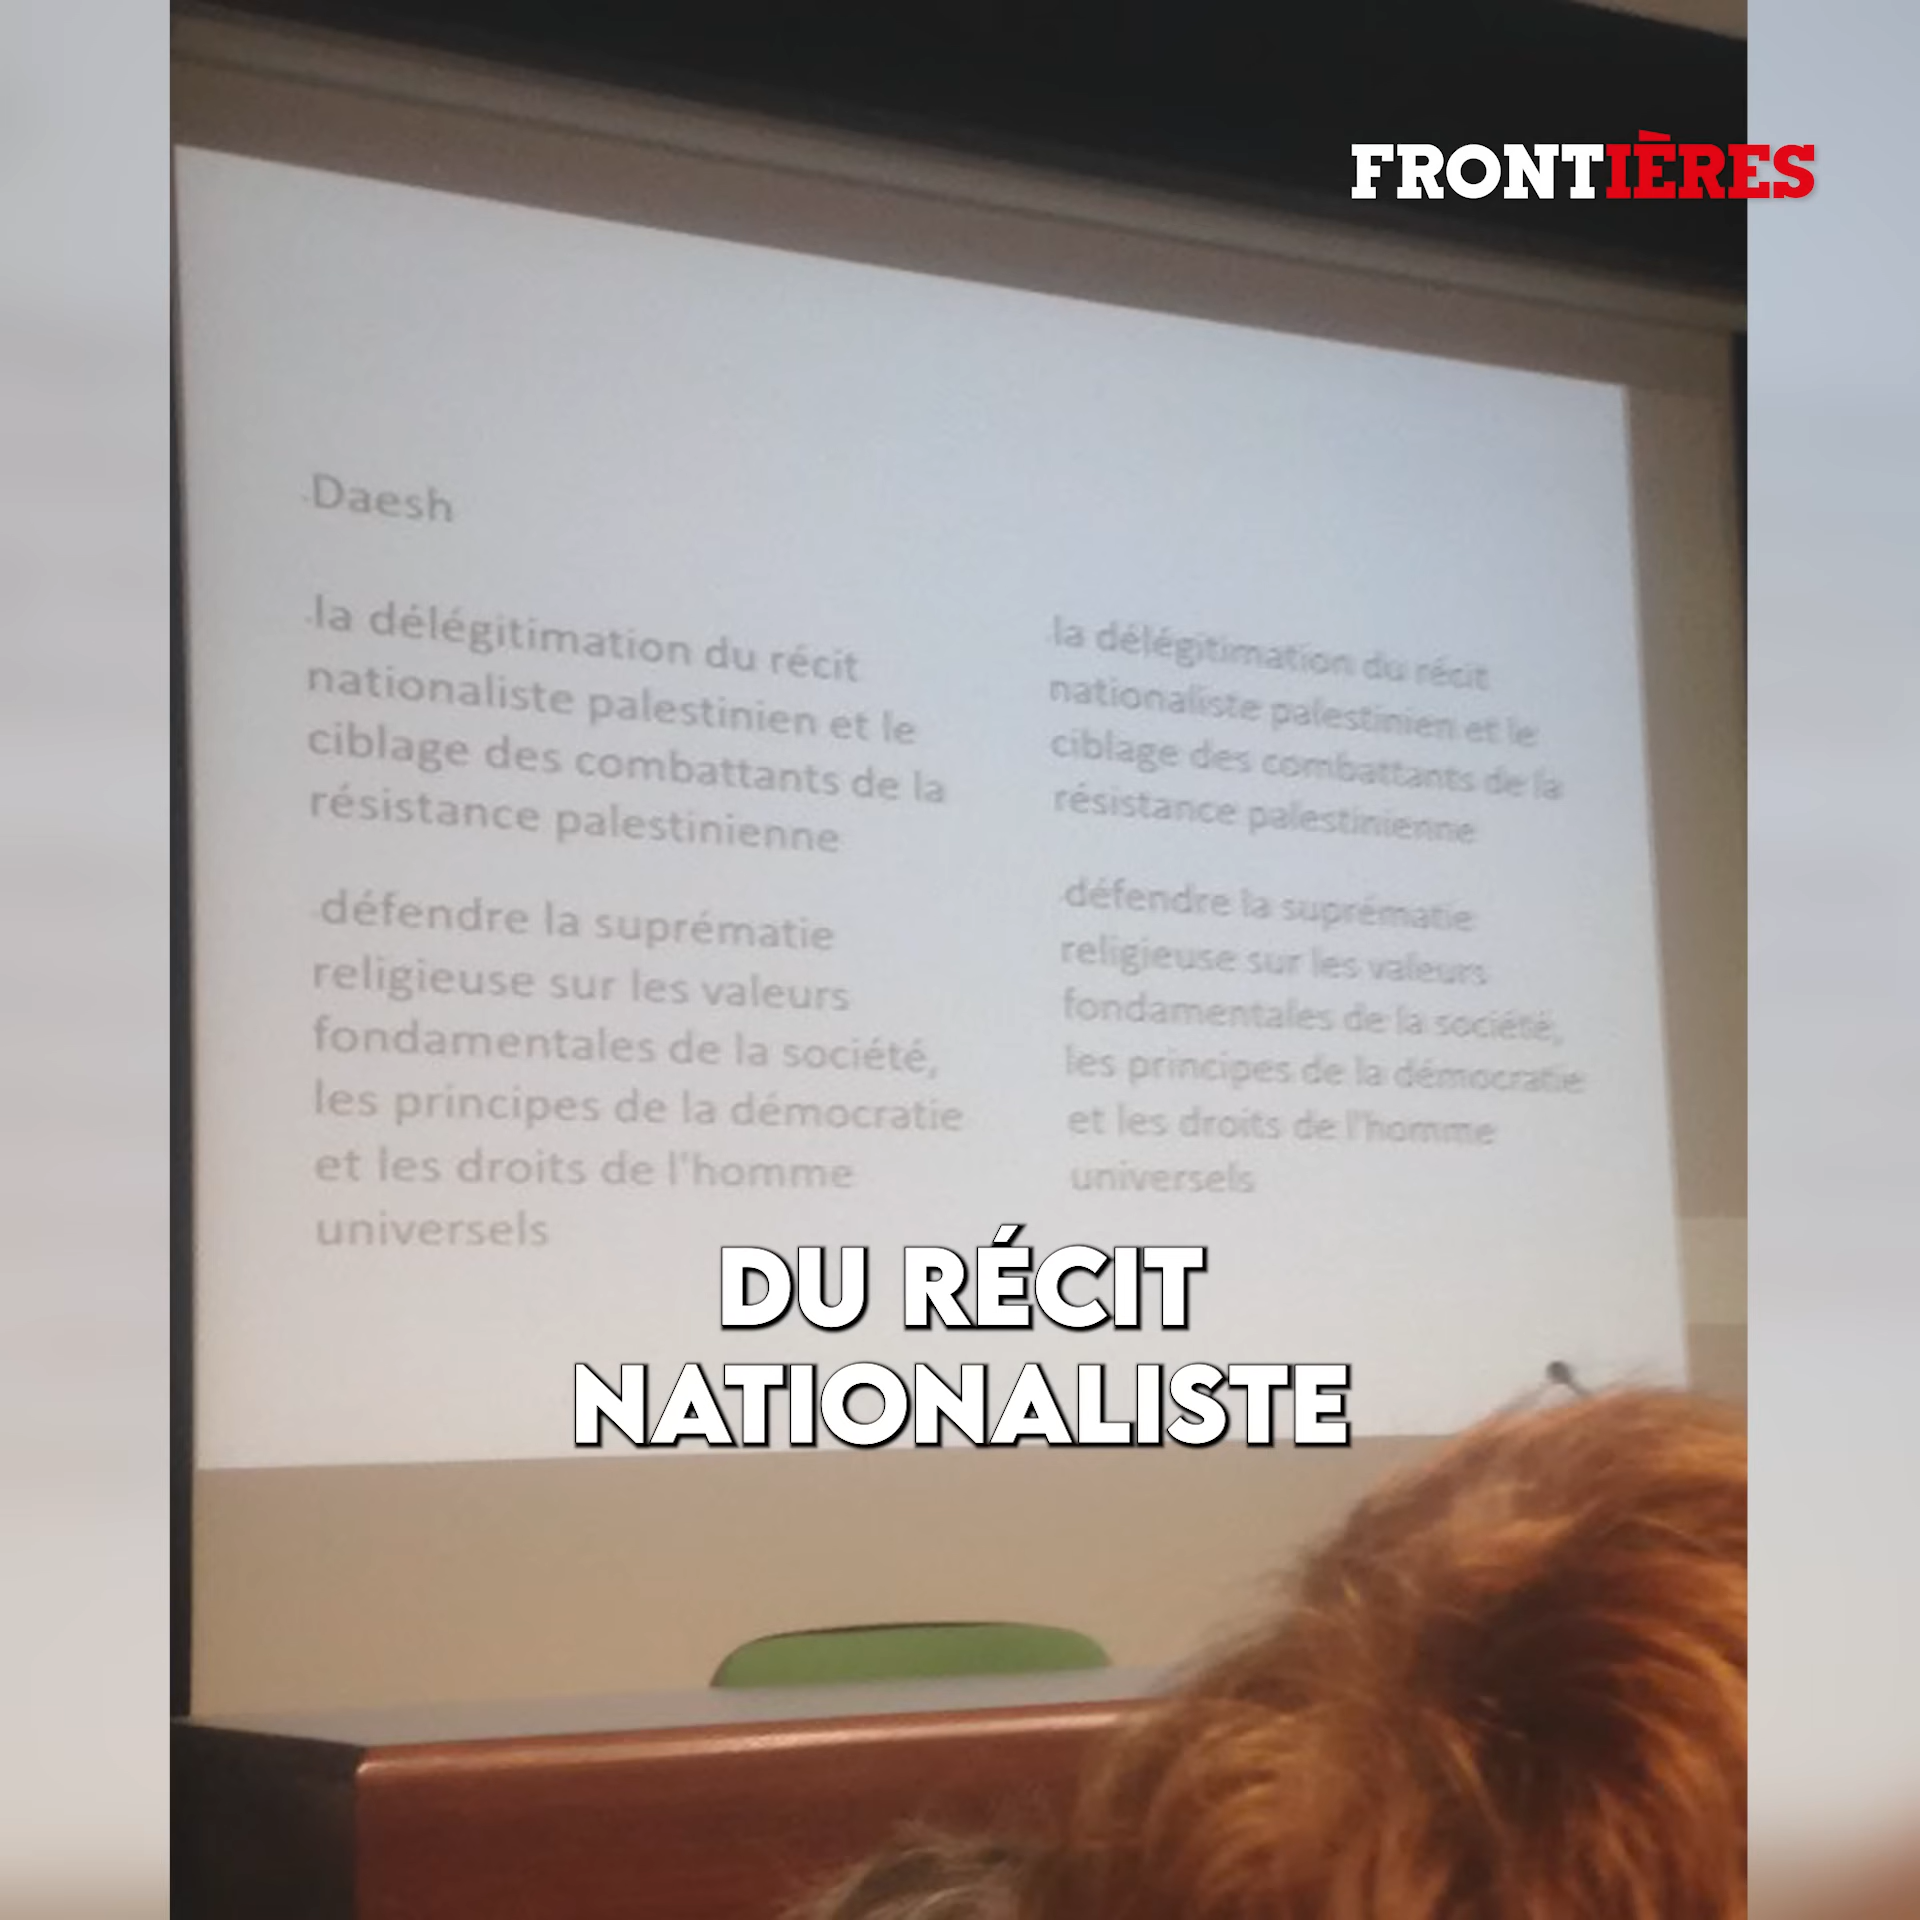 FRONTIÈRES
Daesh
la délégitimation du récit
nationaliste palestinien et le
ciblage des combattants de la
résistance palestinienne
défendre la suprématie
religieuse sur les valeurs
fondamentales de la société,
les principes de la démocratie
et les droits de l'homme
universels
la délégitimation du récit
nationaliste palestinien et le
ciblage des combattants de la
résistance palestinienne
défendre la suprématie
religieuse sur les valeurs
fondamentales de la société,
les principes de la démocratie
et les droits de l'homme
universels
DU RÉCIT
NATIONALISTE